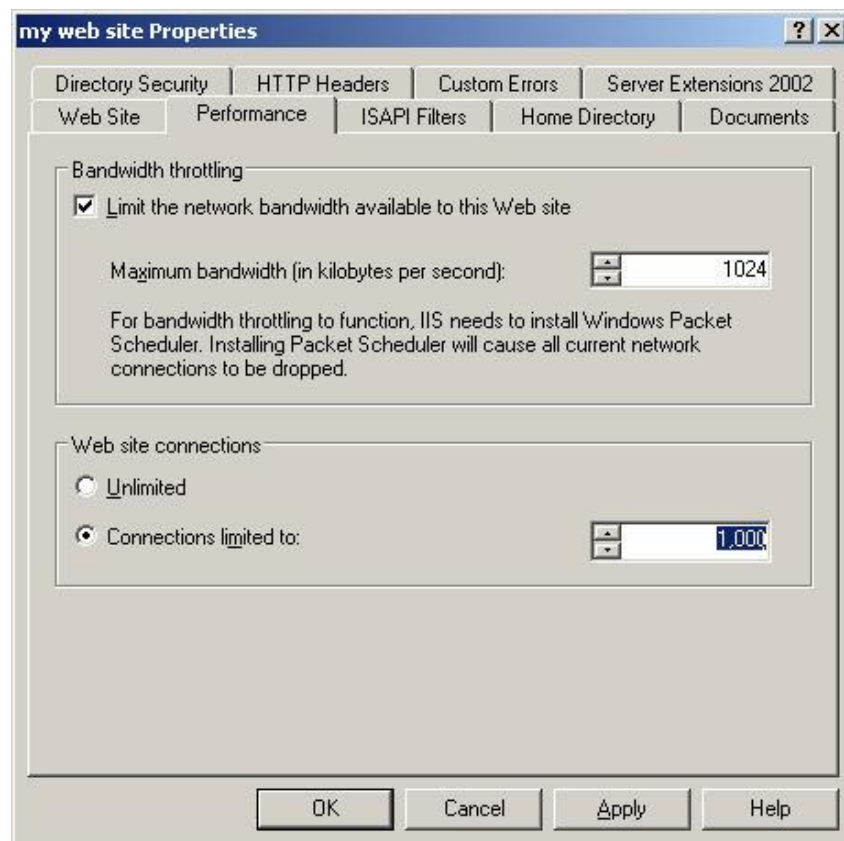 my web site Properties
Directory Security HTTP Headers Custom Errors Server Extensions 2002
Web Site Performance ISAPI Filters Home Directory Documents
Bandwidth throttling
Limit the network bandwidth available to this Web site
Maximum bandwidth (in kilobytes per second): 1024
For bandwidth throttling to function, IIS needs to install Windows Packet
Scheduler. Installing Packet Scheduler will cause all current network
connections to be dropped.
Web site connections
Unlimited
Connections limited to: 1,000
OK Cancel Apply Help